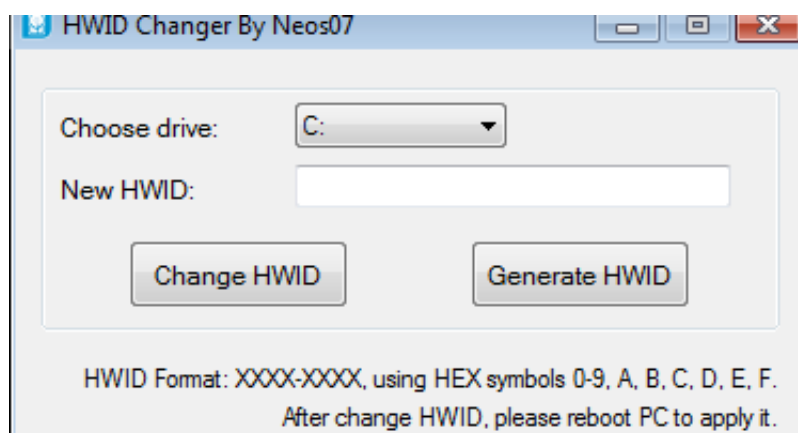 HWID Changer By Neos07
Choose drive: C:
New HWID:
Change HWID Generate HWID
HWID Format: XXXX-XXXX, using HEX symbols 0-9, A, B, C, D, E, F.
After change HWID, please reboot PC to apply it.